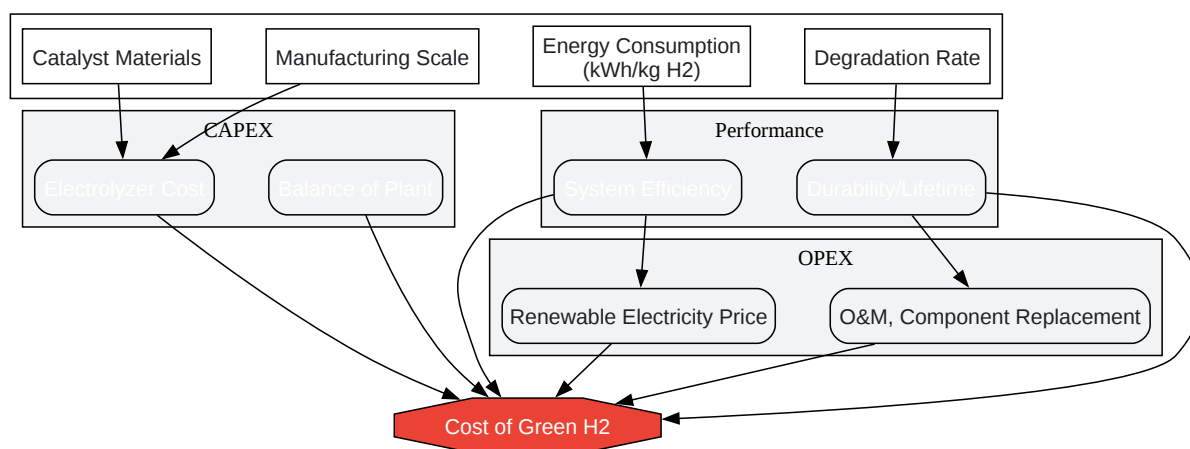 Catalyst Materials
Manufacturing Scale
Energy Consumption
(kWh/kg H2)
Degradation Rate
CAPEX
Performance
Electrolyzer Cost
Balance of Plant
System Efficiency
Durability/Lifetime
OPEX
Renewable Electricity Price
O&M, Component Replacement
Cost of Green H2